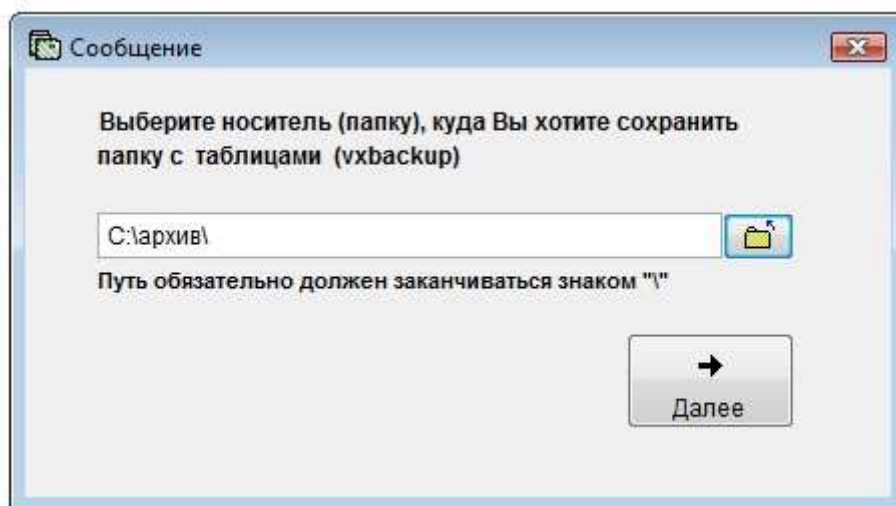 Сообщение
Выберите носитель (папку), куда Вы хотите сохранить
папку с таблицами (vxbackup)
С:\архив\
Путь обязательно должен заканчиваться знаком "\"
Далее